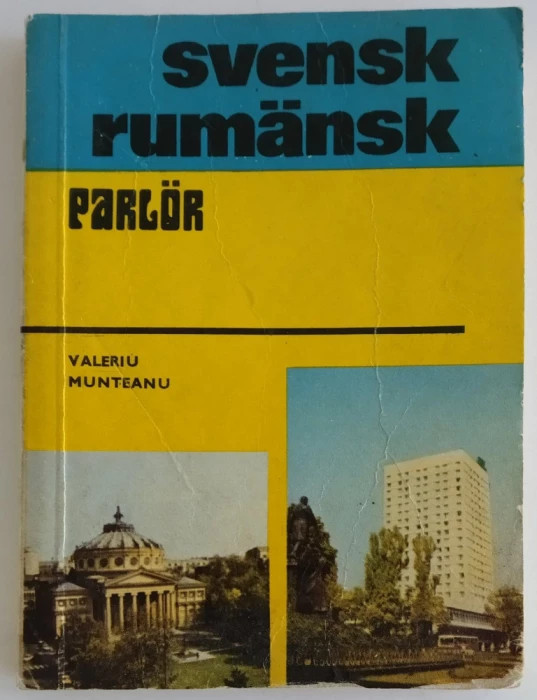 svensk
rumänsk
PARLÖR
VALERIU
MUNTEANU